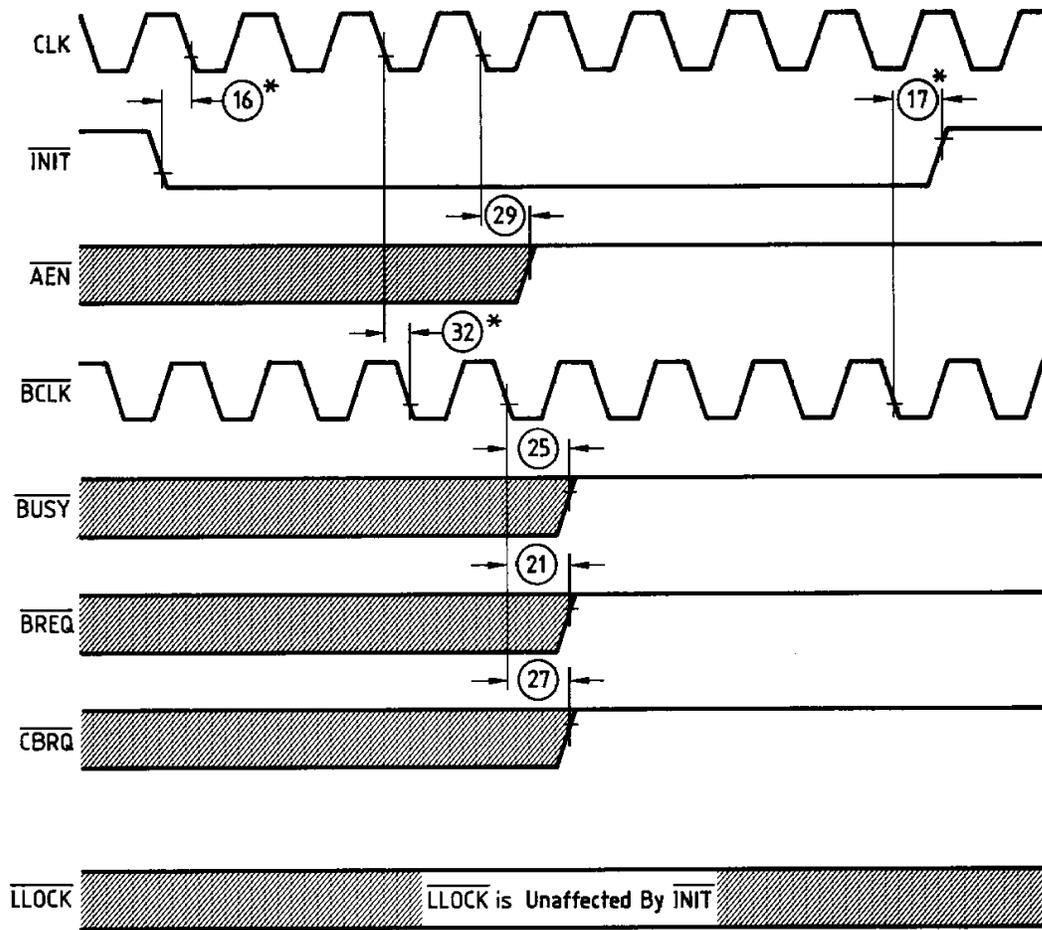 CLK
16*
17*
INIT
29
AEN
32*
BCLK
25
BUSY
21
BREQ
27
CBRQ
LLOCK
LLOCK is Unaffected By INIT